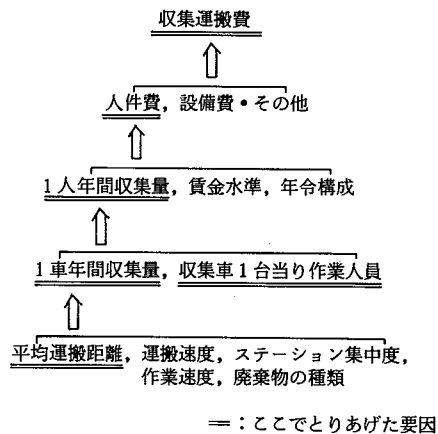 収集運搬費
人件費，設備費・その他
1人年間収集量，賃金水準，年令構成
1車年間収集量，収集車1台当り作業人員
平均運搬距離，運搬速度，ステーション集中度，
作業速度，廃棄物の種類
＝：ここでとりあげた要因